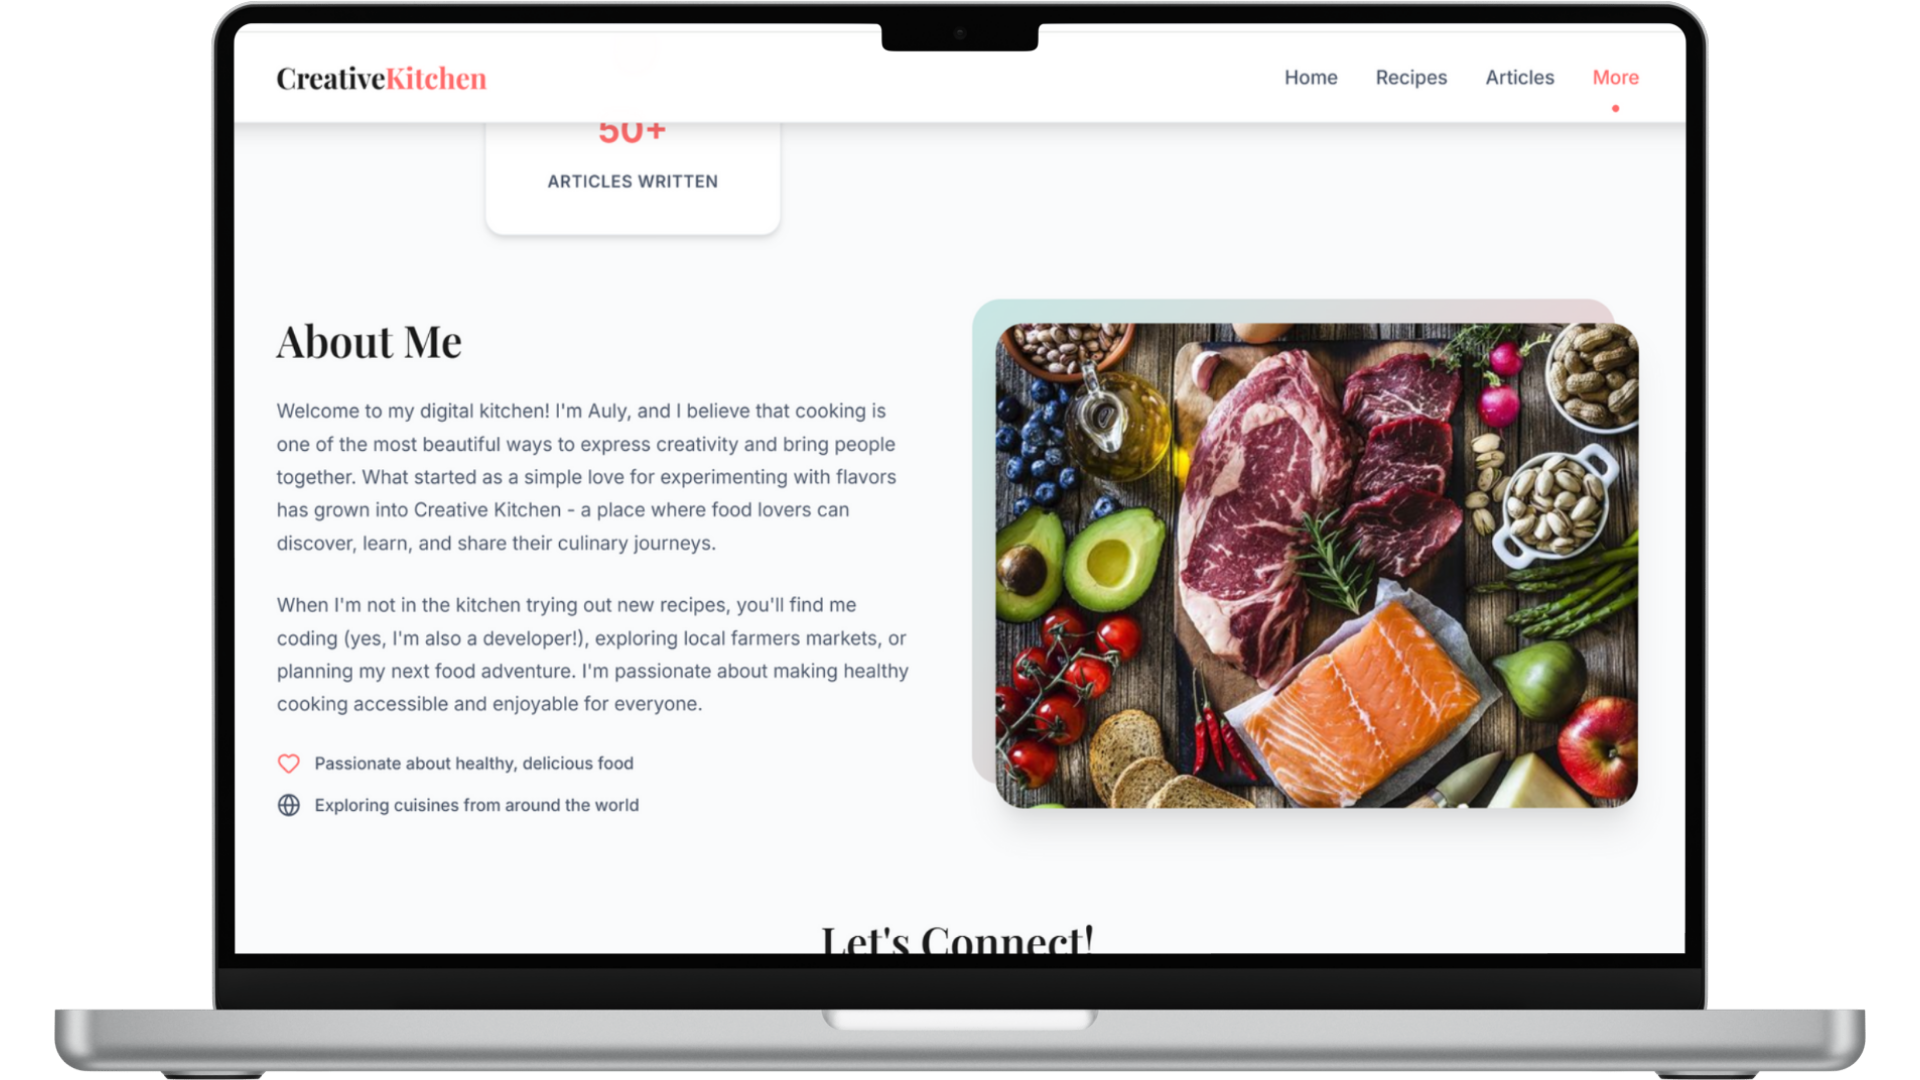 CreativeKitchen
Home
Recipes
Articles
More
50+
ARTICLES WRITTEN
About Me
Welcome to my digital kitchen! I'm Auly, and I believe that cooking is
one of the most beautiful ways to express creativity and bring people
together. What started as a simple love for experimenting with flavors
has grown into Creative Kitchen - a place where food lovers can
discover, learn, and share their culinary journeys.
When I'm not in the kitchen trying out new recipes, you'll find me
coding (yes, I'm also a developer!), exploring local farmers markets, or
planning my next food adventure. I'm passionate about making healthy
cooking accessible and enjoyable for everyone.
Passionate about healthy, delicious food
Exploring cuisines from around the world
Let's Connect!